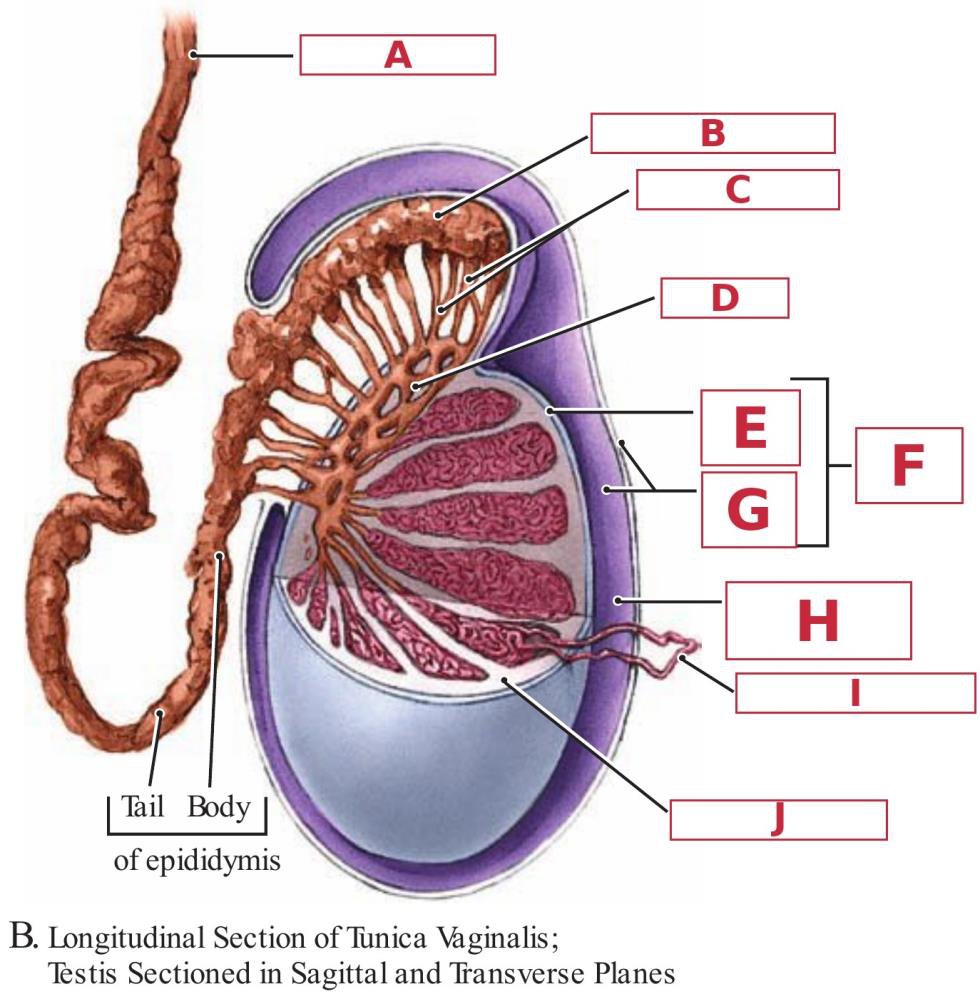 A
B
C
D
E
F
G
H
I
J
Tail Body
of epididymis
B. Longitudinal Section of Tunica Vaginalis;
Testis Sectioned in Sagittal and Transverse Planes